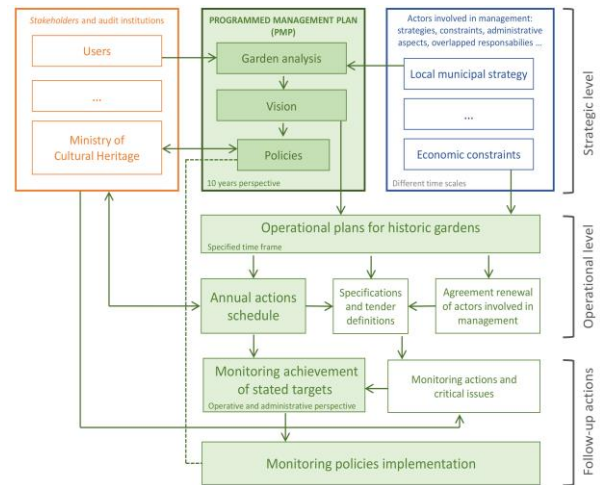 Stakeholders and audit institutions
Users
...
Ministry of
Cultural Heritage
PROGRAMMED MANAGEMENT PLAN
(PMP)
Garden analysis
Vision
Policies
10 years perspective
Actors involved in management:
strategies, constraints, administrative
aspects, overlapped responsabilies ...
Local municipal strategy
...
Economic constraints
Different time scales
Strategic level
Operational plans for historic gardens
Specified time frame
Annual actions
schedule
Specifications
and tender
definitions
Agreement renewal
of actors involved in
management
Operational level
Monitoring achievement
of stated targets
Operative and administrative perspective
Monitoring actions and
critical issues
Monitoring policies implementation
Follow-up actions